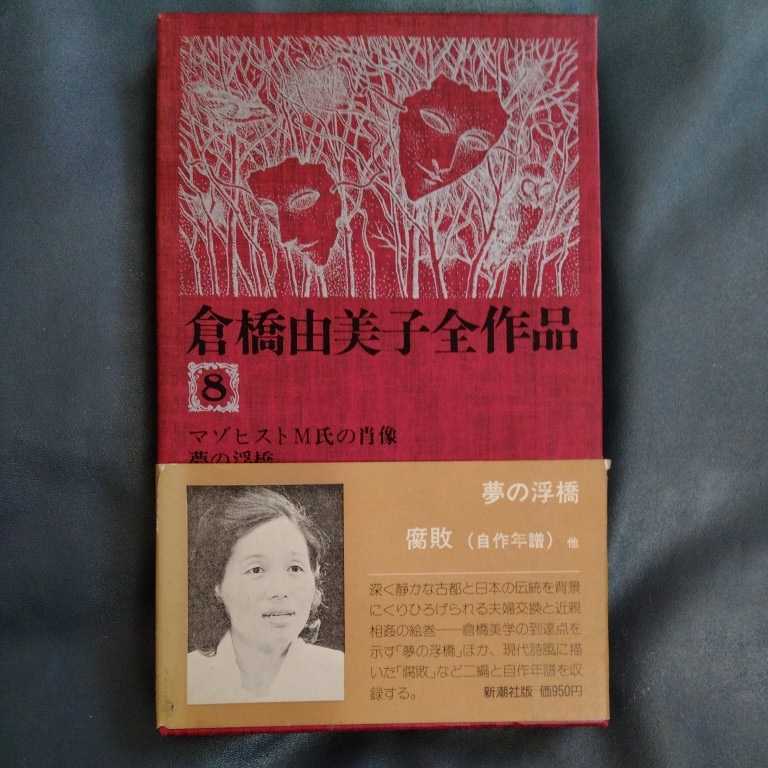 倉橋由美子全作品
8
マゾヒストM氏の肖像
夢の浮橋
夢の浮橋
腐敗 (自作年譜) 他
深く静かな古都と日本の伝統を背景
にくりひろげられる夫婦交換と近親
相姦の絵巻──倉橋美学の到達点を
示す「夢の浮橋」ほか、現代詩風に描
いた「腐敗」など二編と自作年譜を収
録する。 新潮社版 価950円